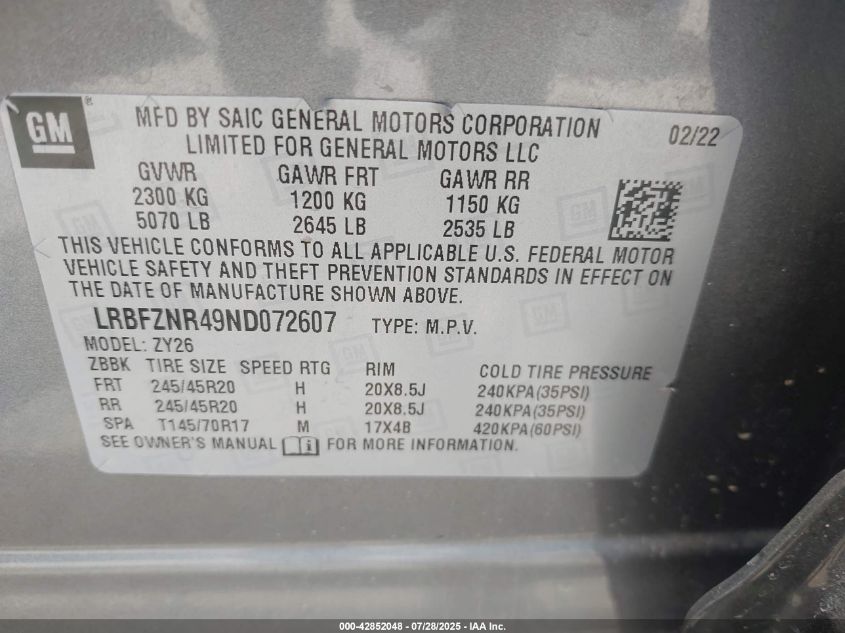 GM ®
MFD BY SAIC GENERAL MOTORS CORPORATION 02/22
LIMITED FOR GENERAL MOTORS LLC
GVWR GAWR FRT GAWR RR
2300 KG 1200 KG 1150 KG
5070 LB 2645 LB 2535 LB
THIS VEHICLE CONFORMS TO ALL APPLICABLE U.S. FEDERAL MOTOR
VEHICLE SAFETY AND THEFT PREVENTION STANDARDS IN EFFECT ON
THE DATE OF MANUFACTURE SHOWN ABOVE.
LRBFZNR49ND072607 TYPE: M.P.V.
MODEL: ZY26
ZBBK TIRE SIZE SPEED RTG RIM COLD TIRE PRESSURE
FRT 245/45R20 H 20X8.5J 240KPA(35PSI)
RR 245/45R20 H 20X8.5J 240KPA(35PSI)
SPA T145/70R17 M 17X4B 420KPA(60PSI)
SEE OWNER'S MANUAL i FOR MORE INFORMATION.
000-42852048 - 07/28/2025 - IAA Inc.